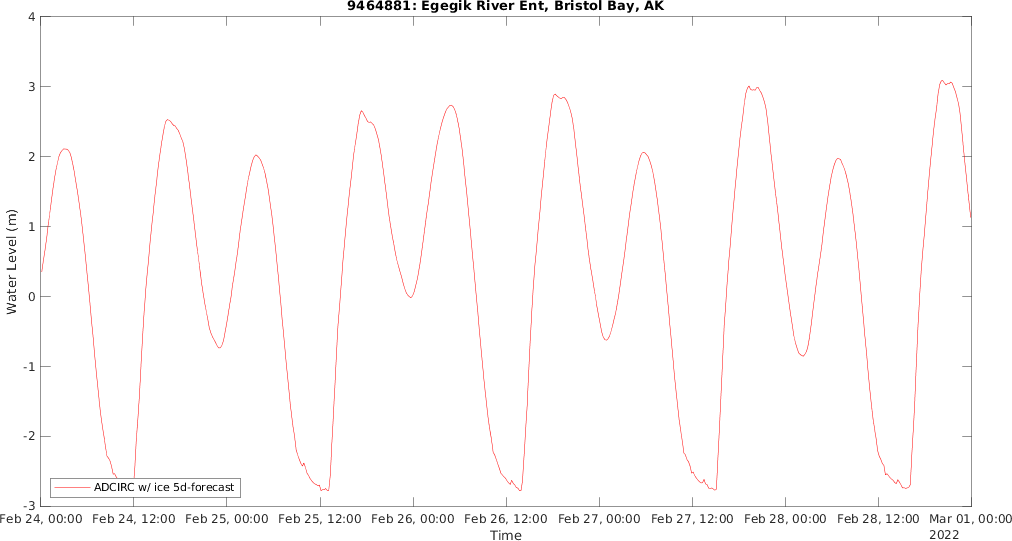 9464881: Egegik River Ent, Bristol Bay, AK
4
3
2
1
0
-1
-2
-3
Water Level (m)
ADCIRC w/ ice 5d-forecast
Feb 24, 00:00 Feb 24, 12:00 Feb 25, 00:00 Feb 25, 12:00 Feb 26, 00:00 Feb 26, 12:00 Feb 27, 00:00 Feb 27, 12:00 Feb 28, 00:00 Feb 28, 12:00 Mar 01, 00:00
Time
2022